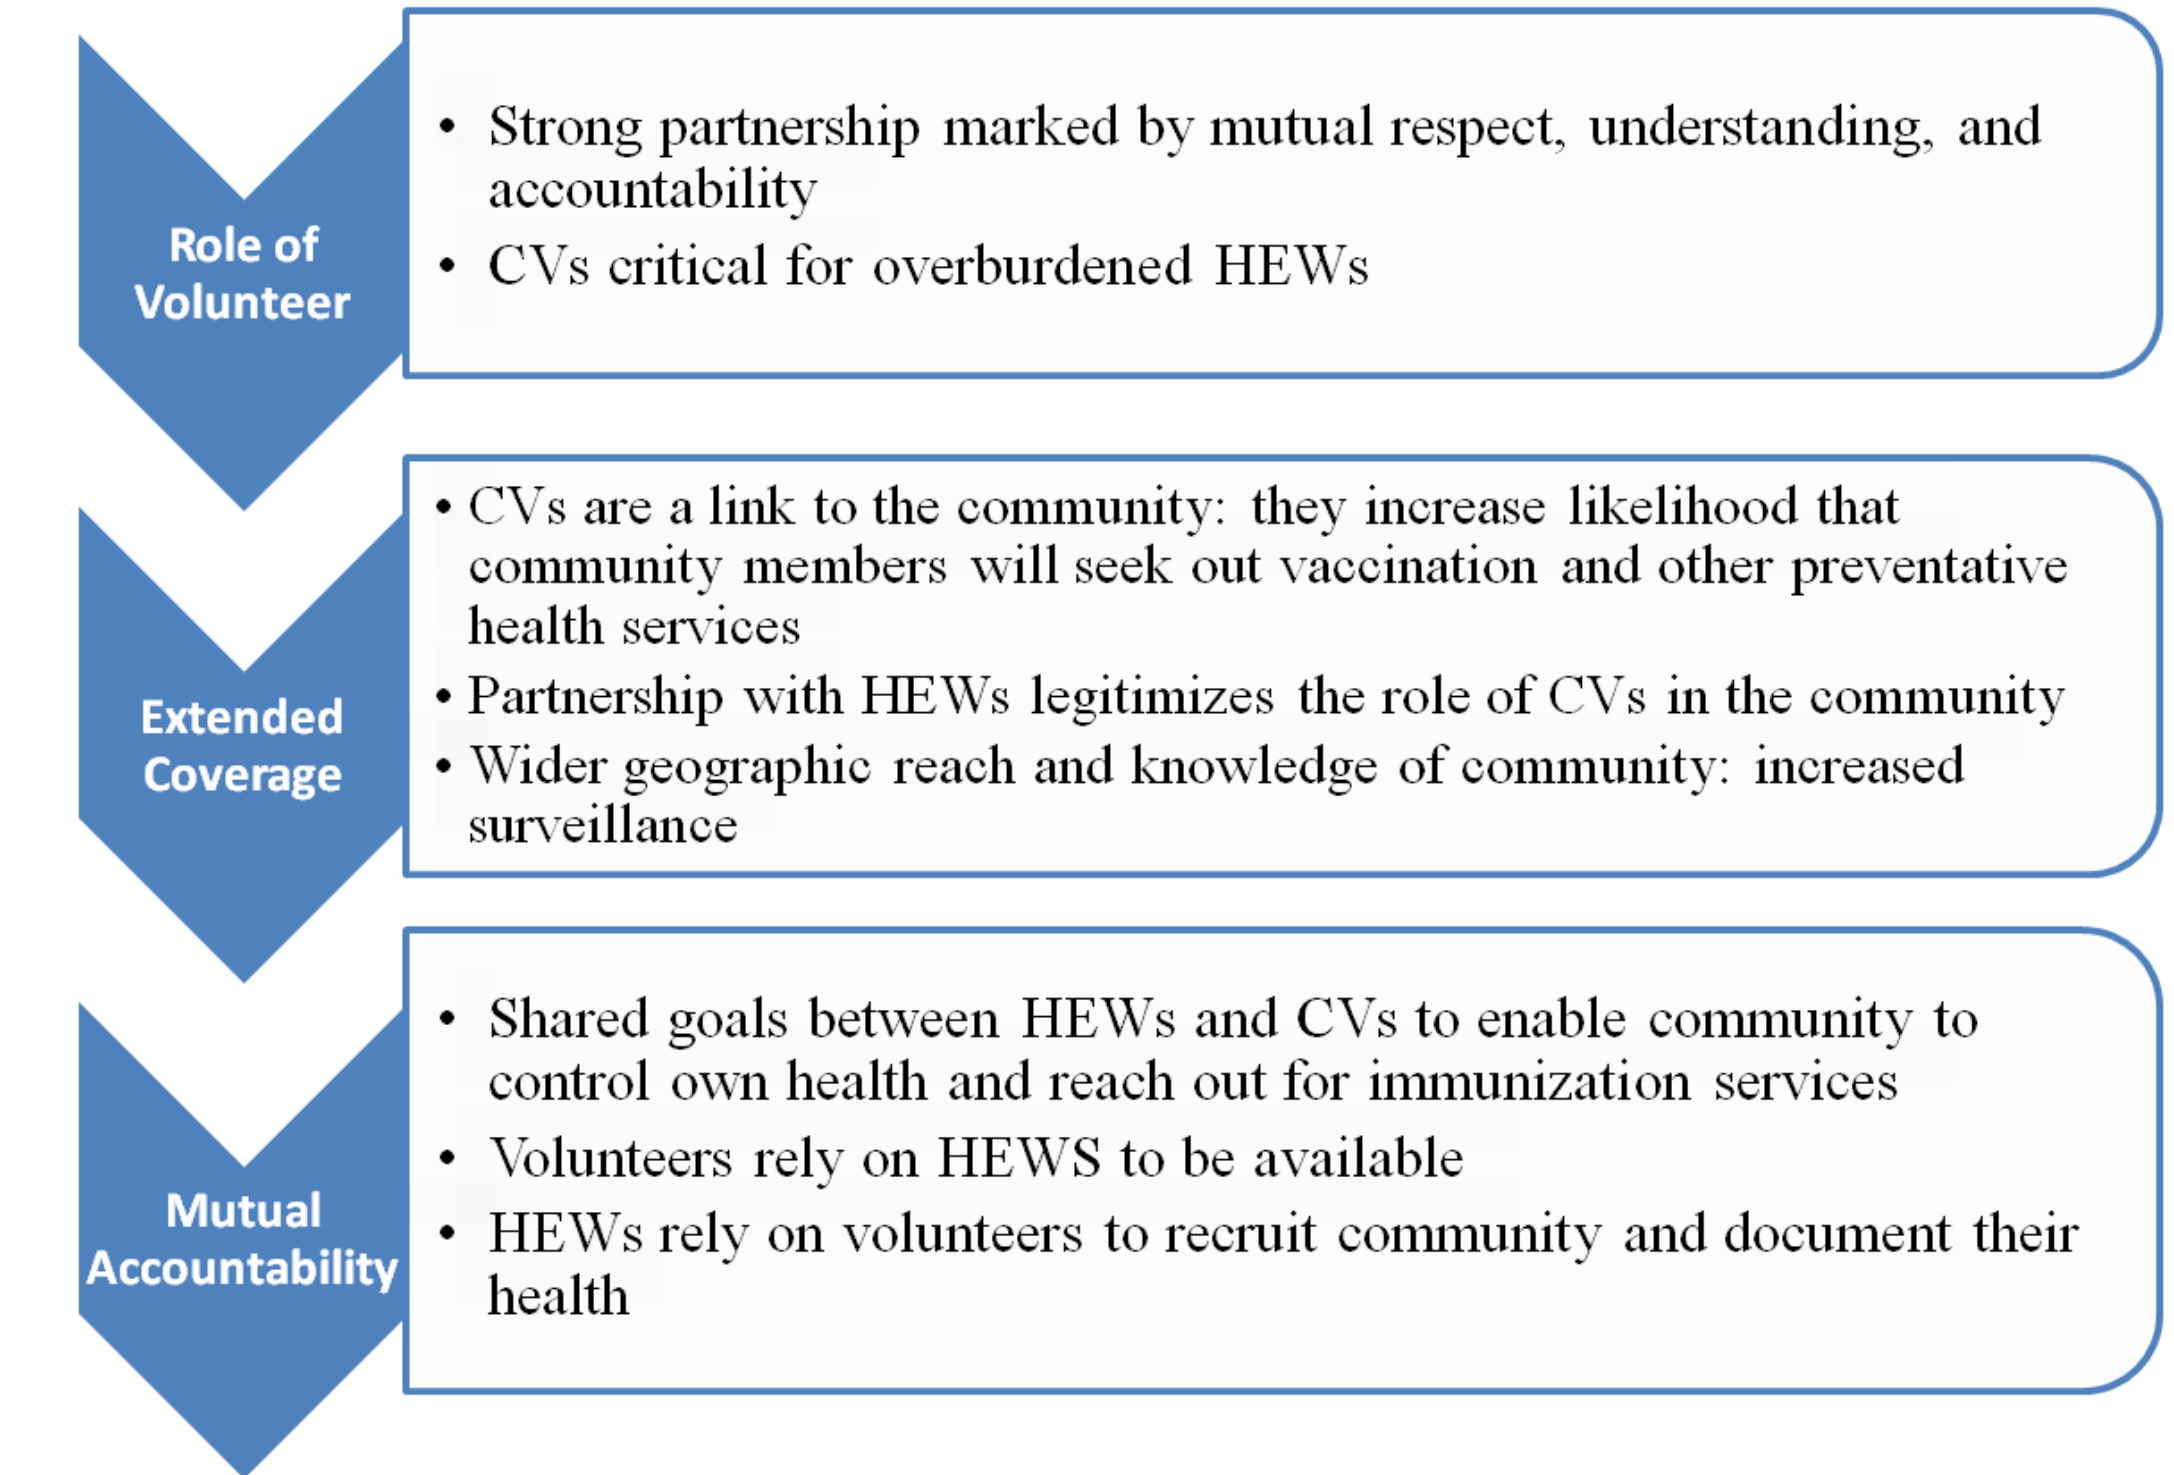 Role of
Volunteer
• Strong partnership marked by mutual respect, understanding, and
accountability
• CVs critical for overburdened HEWs
Extended
Coverage
• CVs are a link to the community: they increase likelihood that
community members will seek out vaccination and other preventative
health services
• Partnership with HEWs legitimizes the role of CVs in the community
• Wider geographic reach and knowledge of community: increased
surveillance
Mutual
Accountability
• Shared goals between HEWs and CVs to enable community to
control own health and reach out for immunization services
• Volunteers rely on HEWS to be available
• HEWs rely on volunteers to recruit community and document their
health